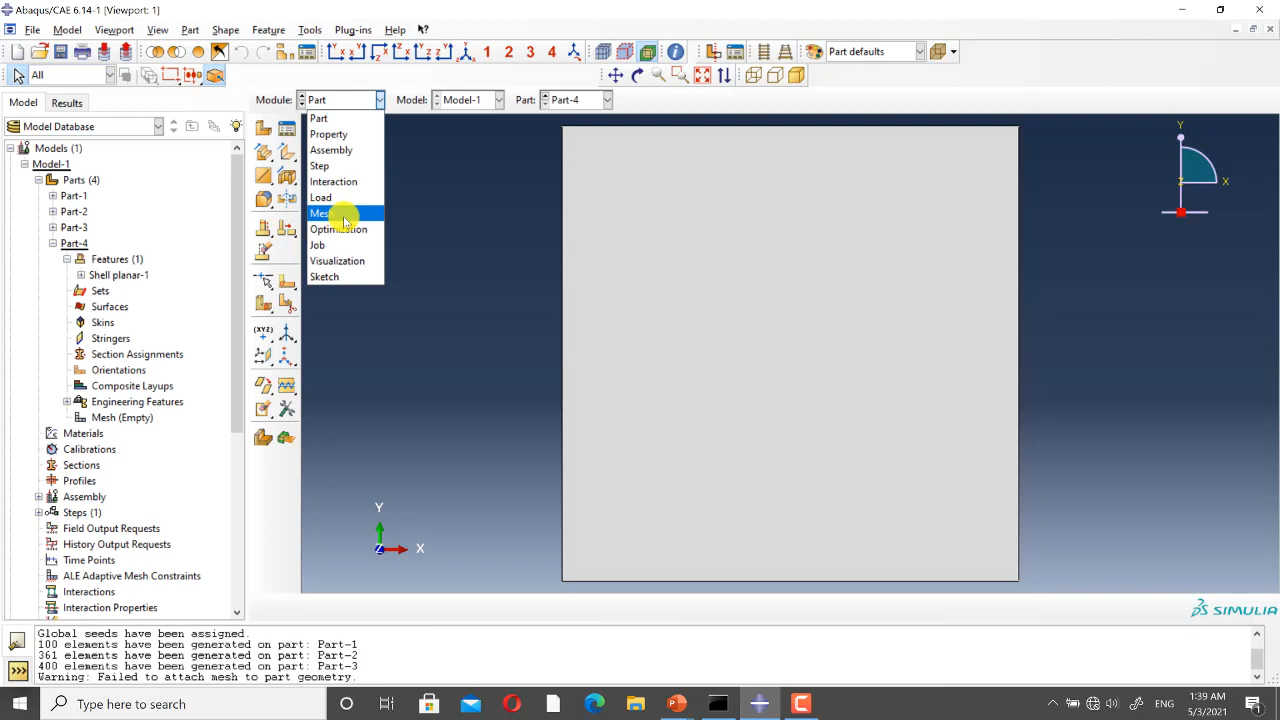 Abaqus/CAE 6.14-1 [Viewport: 1]
File Model Viewport View Part Shape Feature Tools Plug-ins Help
1 2 3 4 Part defaults
All
Model Results Module: Part Model: Model-1 Part: Part-4
Model Database
Models (1)
Model-1
Parts (4)
Part-1
Part-2
Part-3
Part-4
Features (1)
Shell planar-1
Sets
Surfaces
Skins
Stringers
Section Assignments
Orientations
Composite Layups
Engineering Features
Mesh (Empty)
Materials
Calibrations
Sections
Profiles
Assembly
Steps (1)
Field Output Requests
History Output Requests
Time Points
ALE Adaptive Mesh Constraints
Interactions
Interaction Properties
Part
Property
Assembly
Step
Interaction
Load
Mesh
Optimization
Job
Visualization
Sketch
(XYZ)
Y
Z X
Y
Z X
SIMULIA
Global seeds have been assigned.
100 elements have been generated on part: Part-1
361 elements have been generated on part: Part-2
400 elements have been generated on part: Part-3
Warning: Failed to attach mesh to part geometry.
>>>
Type here to search
ENG
1:39 AM
5/3/2021